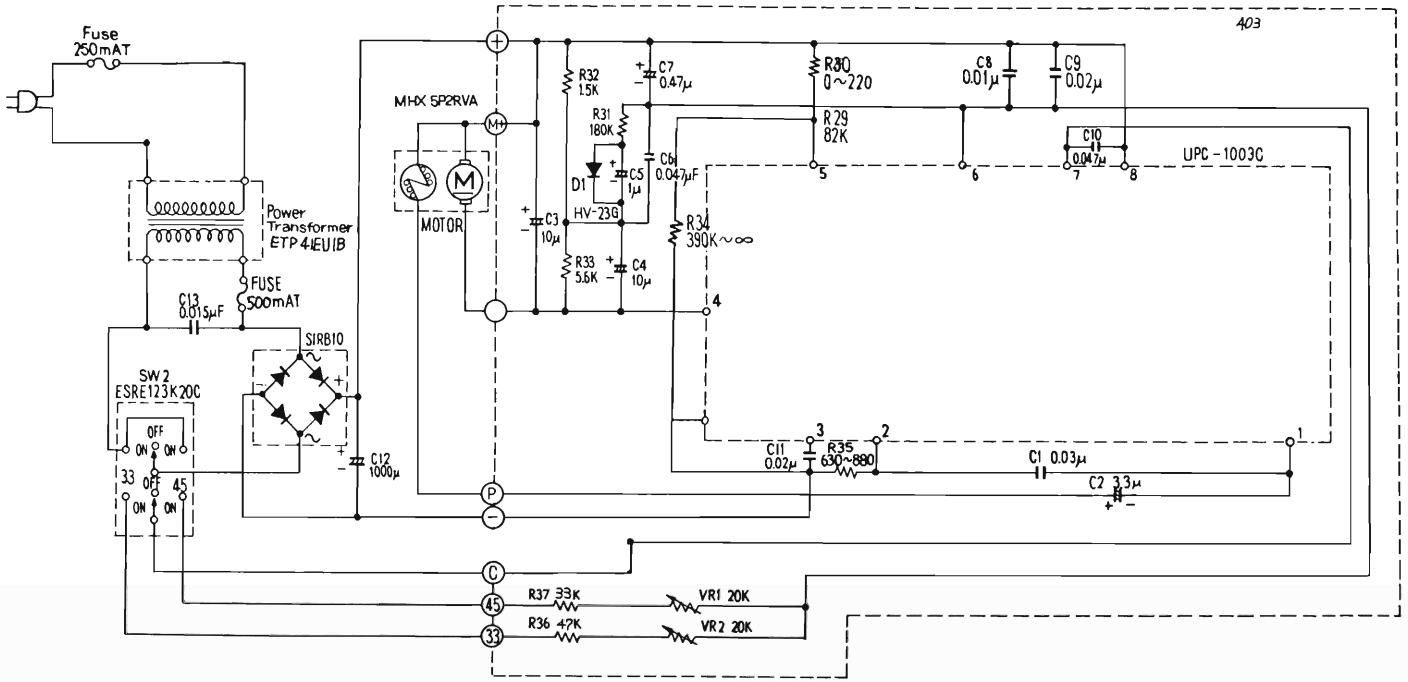 403
Fuse
250mAT
MHX 5P2RVA
M
MOTOR
Power
Transformer
ETP 41EU1B
FUSE
500mAT
C13
0.015μF
S1RB10
~
~
-
+
SW2
ESRE123K20C
OFF
ON
ON
33
OFF
45
ON
ON
+
-
C12
1000μ
+
M+
P
-
C
45
33
R32
1.5K
+
-
C7
0.47μ
R31
180K
C6
0.047μF
D1
HV-23G
+
-
C5
1μ
+
-
C3
10μ
R33
5.6K
+
-
C4
10μ
0~220
R29
82K
R34
390K~∞
C8
0.01μ
C9
0.02μ
C10
0.047μ
UPC-1003C
5
6
7
8
4
3
2
1
C11
0.02μ
R35
630~880
C1 0.03μ
C2 3.3μ
+ -
R37 33K
VR1 20K
R36 47K
VR2 20K